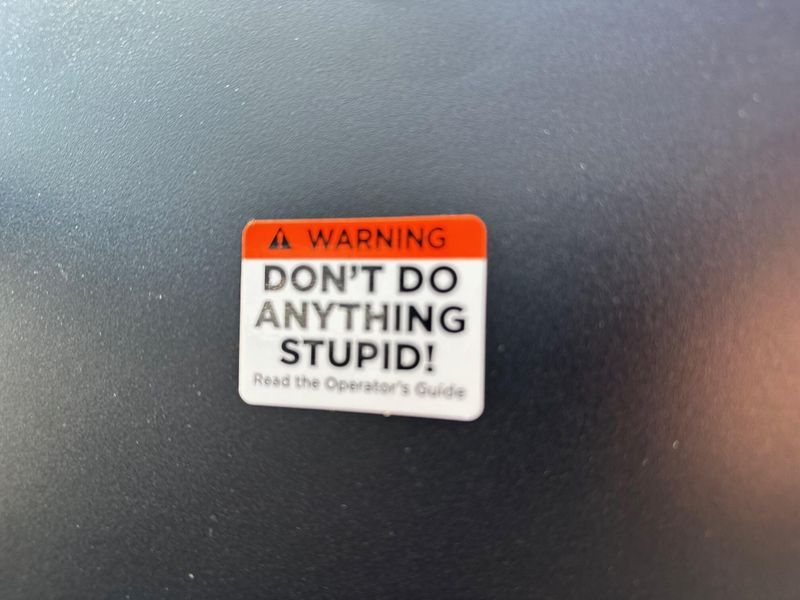 WARNING
DON'T DO
ANYTHING
STUPID!
Read the Operator's Guide